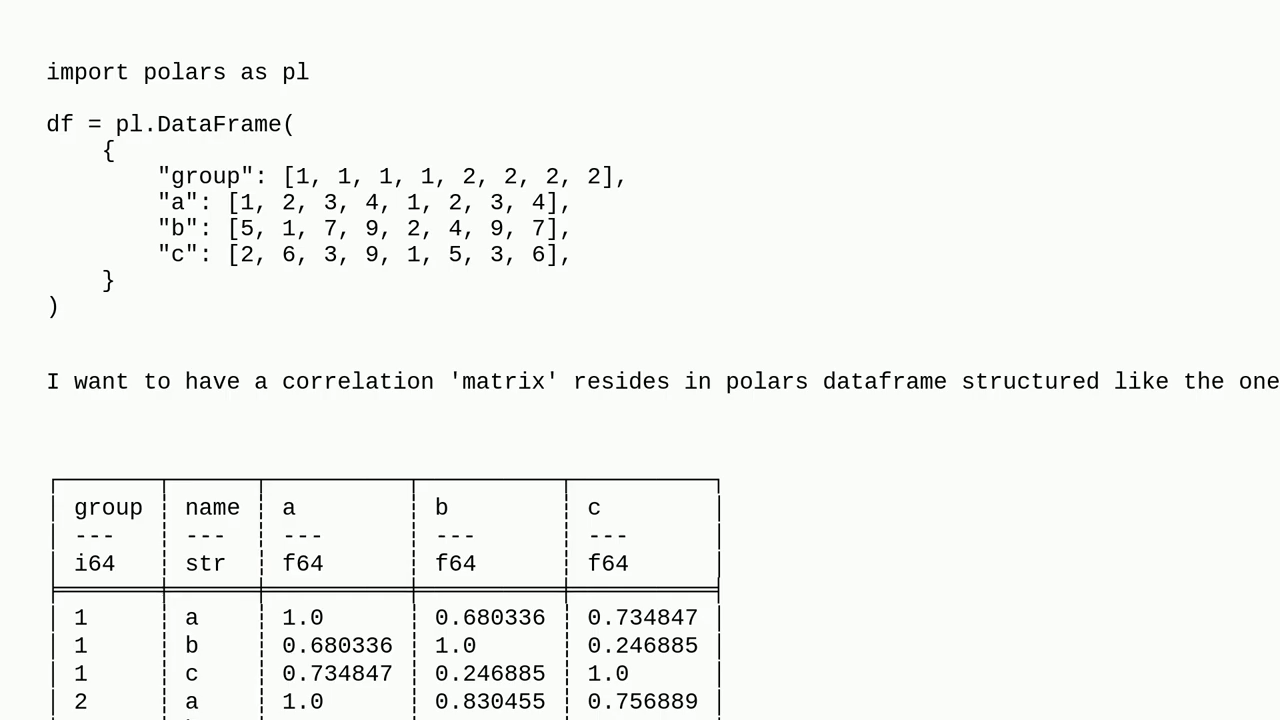 import polars as pl
df = pl.DataFrame(
    {
        "group": [1, 1, 1, 1, 2, 2, 2, 2],
        "a": [1, 2, 3, 4, 1, 2, 3, 4],
        "b": [5, 1, 7, 9, 2, 4, 9, 7],
        "c": [2, 6, 3, 9, 1, 5, 3, 6],
    }
)
I want to have a correlation 'matrix' resides in polars dataframe structured like the one
group name a b c
--- --- --- --- ---
i64 str f64 f64 f64
1 a 1.0 0.680336 0.734847
1 b 0.680336 1.0 0.246885
1 c 0.734847 0.246885 1.0
2 a 1.0 0.830455 0.756889